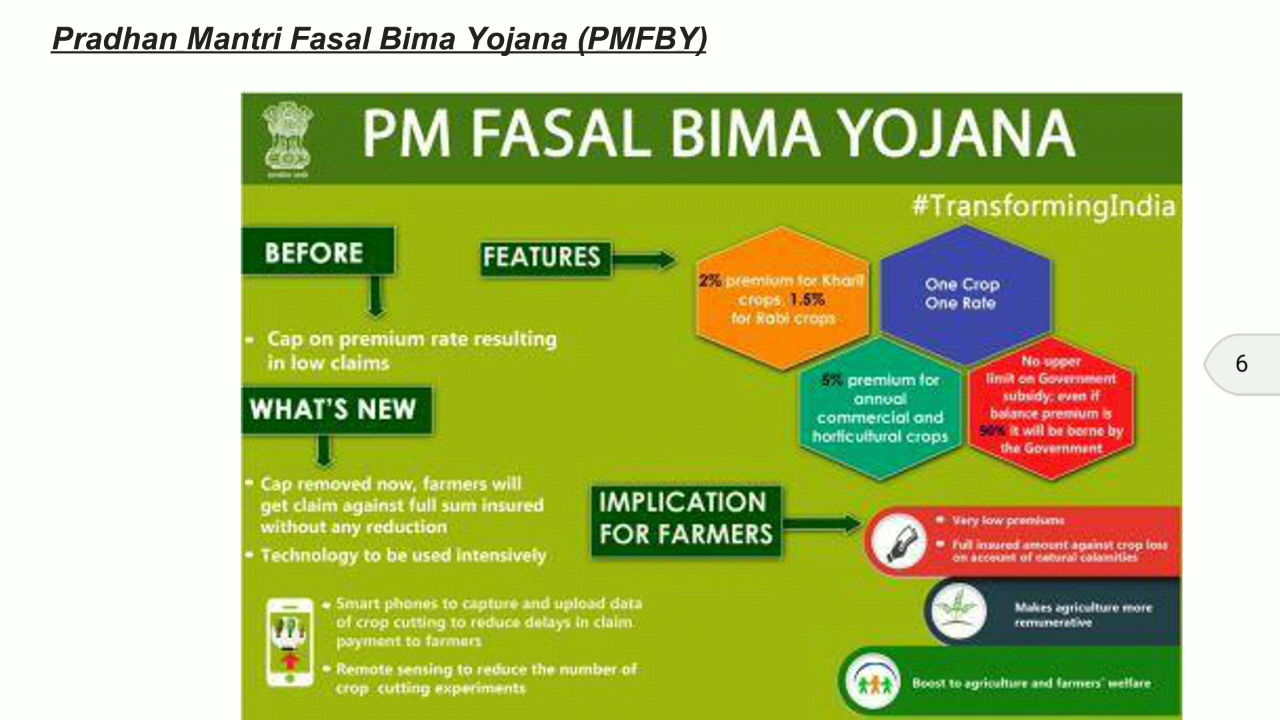 Pradhan Mantri Fasal Bima Yojana (PMFBY)
PM FASAL BIMA YOJANA
#TransformingIndia
BEFORE
Cap on premium rate resulting
in low claims
WHAT'S NEW
Cap removed now, farmers will
get claim against full sum insured
without any reduction
Technology to be used intensively
Smart phones to capture and upload data
of crop cutting to reduce delays in claim
payment to farmers
Remote sensing to reduce the number of
crop cutting experiments
FEATURES
2% premium for Kharif
crops 1.5%
for Rabi crops
One Crop
One Rate
5% premium for
annual
commercial and
horticultural crops
No upper
limit on Government
subsidy; even if
balance premium is
90% it will be borne by
the Government
IMPLICATION
FOR FARMERS
Very low premiums
Full insured amount against crop loss
on account of natural calamities
Makes agriculture more
remunerative
Boost to agriculture and farmers' welfare
6